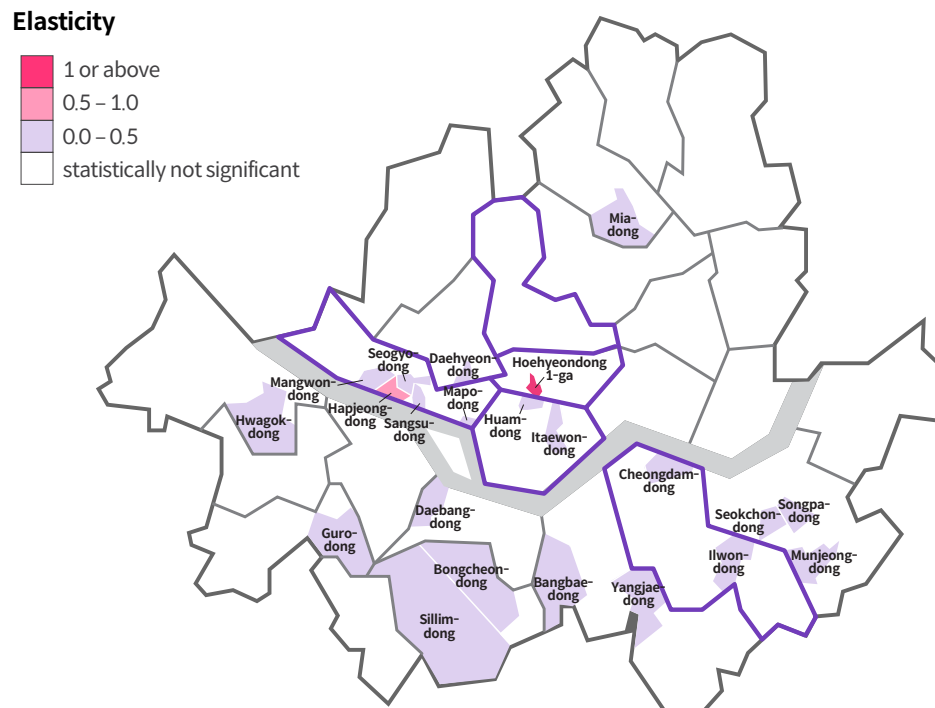 Elasticity
1 or above
0.5 – 1.0
0.0 – 0.5
statistically not significant
Mia-
dong
Seogyo-
dong
Daehyeon-
dong
Hoehyeondong
1-ga
Mangwon-
dong
Hapjeong-
dong
Sangsu-
dong
Mapo-
dong
Huam-
dong
Itaewon-
dong
Hwagok-
dong
Cheongdam-
dong
Daebang-
dong
Seokchon-
dong
Songpa-
dong
Guro-
dong
Ilwon-
dong
Munjeong-
dong
Bongcheon-
dong
Bangbae-
dong
Yangjae-
dong
Sillim-
dong